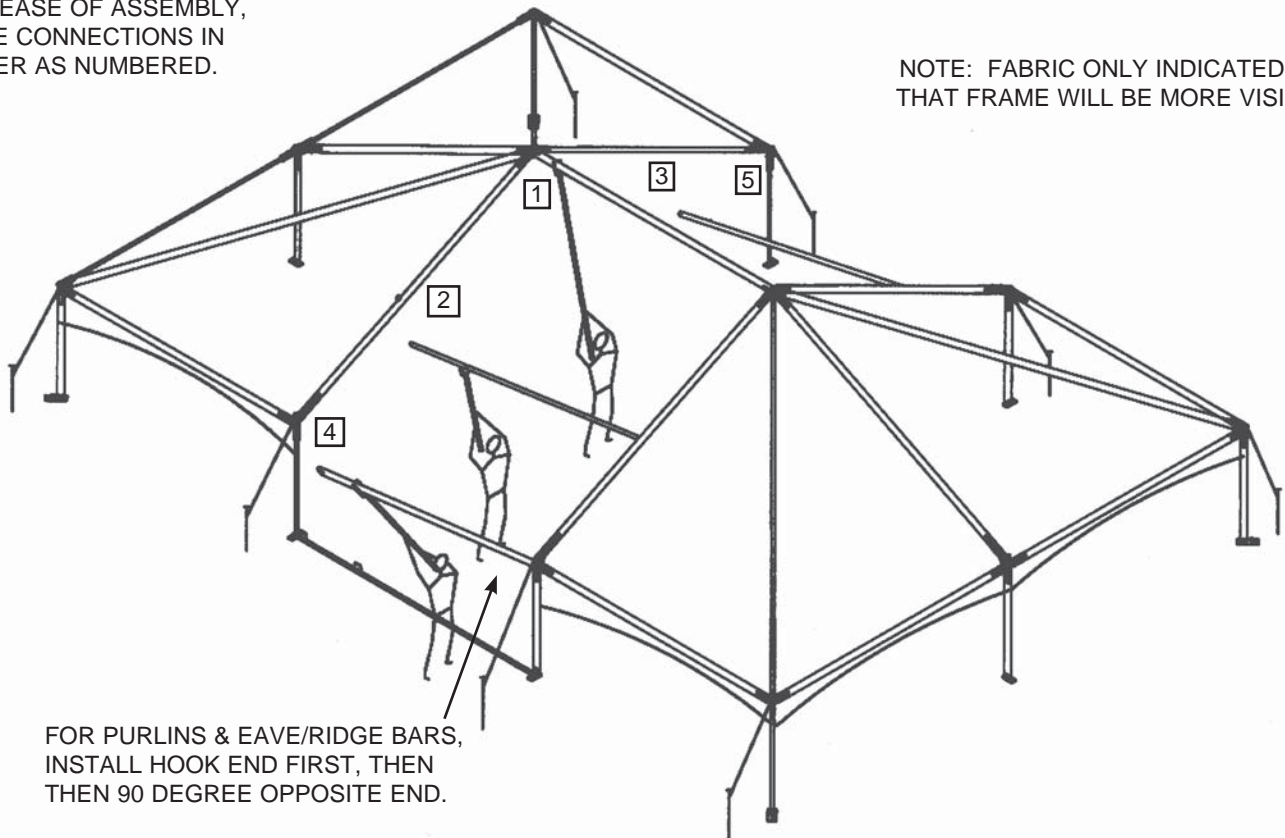 EASE OF ASSEMBLY,
E CONNECTIONS IN
ER AS NUMBERED.
NOTE: FABRIC ONLY INDICATED
THAT FRAME WILL BE MORE VISI
1
3
5
2
4
FOR PURLINS & EAVE/RIDGE BARS,
INSTALL HOOK END FIRST, THEN
THEN 90 DEGREE OPPOSITE END.